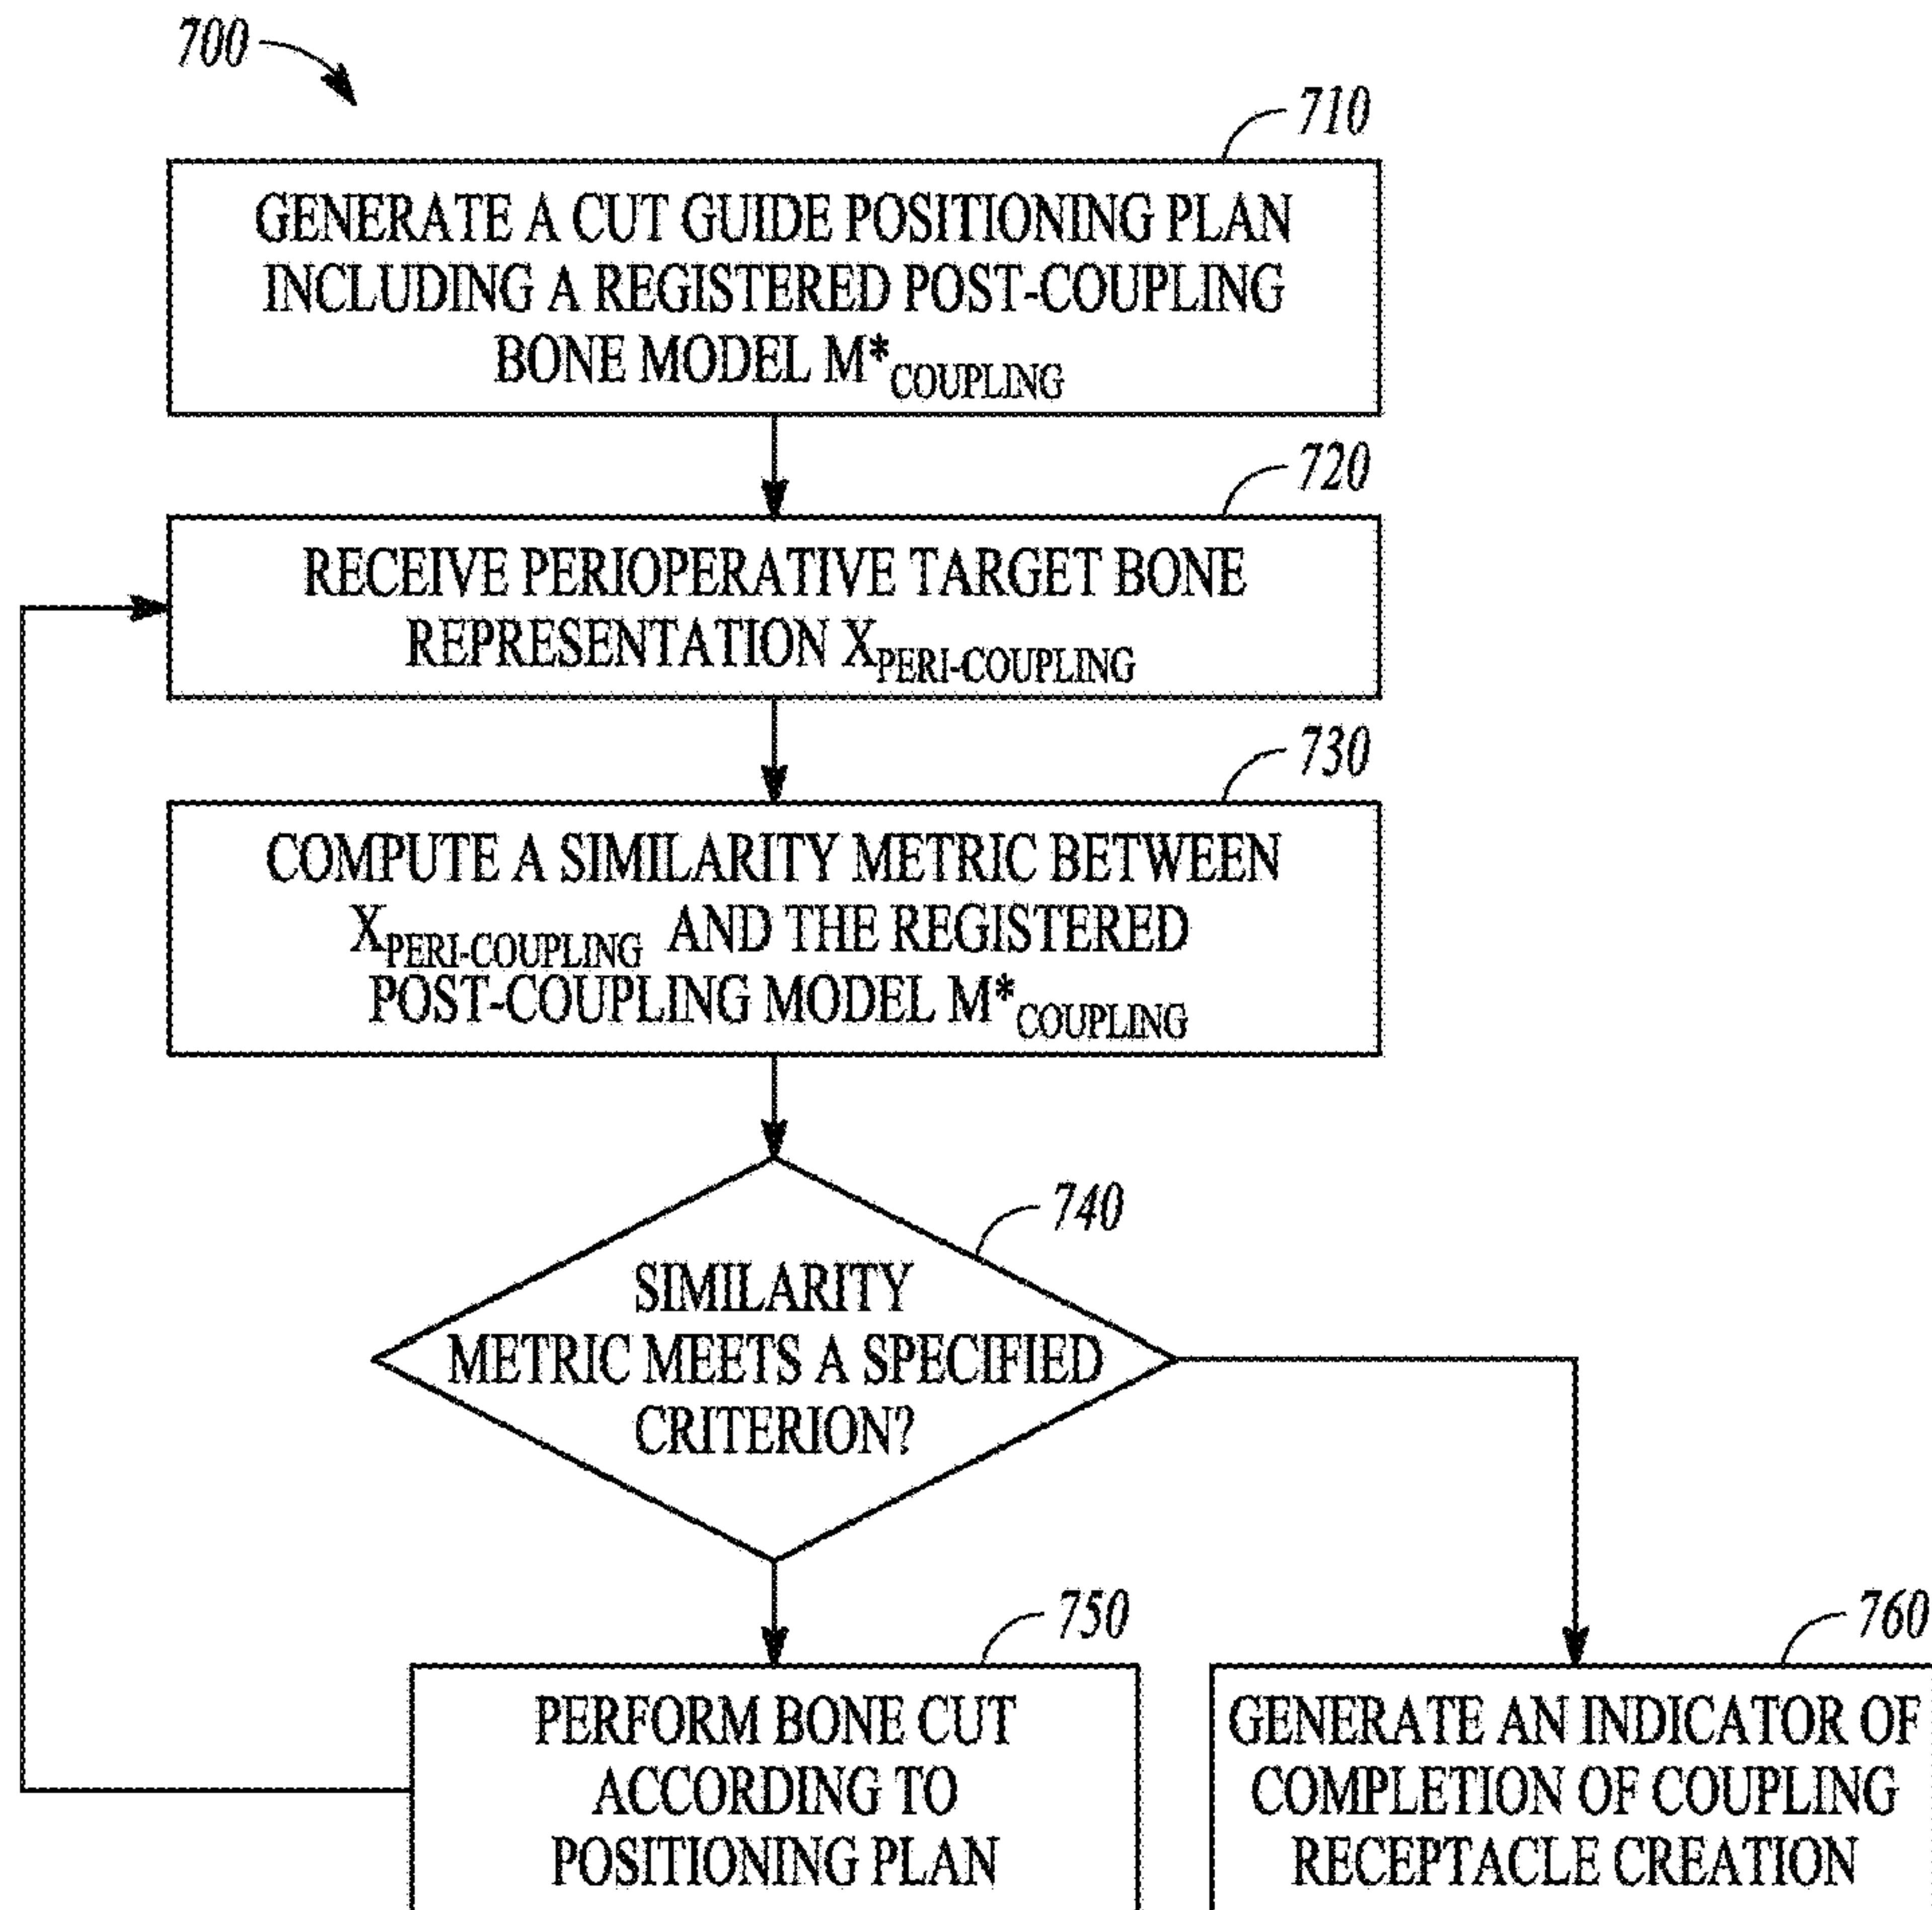 700
710
GENERATE A CUT GUIDE POSITIONING PLAN
INCLUDING A REGISTERED POST-COUPLING
BONE MODEL M*COUPLING
720
RECEIVE PERIOPERATIVE TARGET BONE
REPRESENTATION XPERI-COUPLING
730
COMPUTE A SIMILARITY METRIC BETWEEN
XPERI-COUPLING AND THE REGISTERED
POST-COUPLING MODEL M*COUPLING
740
SIMILARITY
METRIC MEETS A SPECIFIED
CRITERION?
750
PERFORM BONE CUT
ACCORDING TO
POSITIONING PLAN
760
GENERATE AN INDICATOR OF
COMPLETION OF COUPLING
RECEPTACLE CREATION